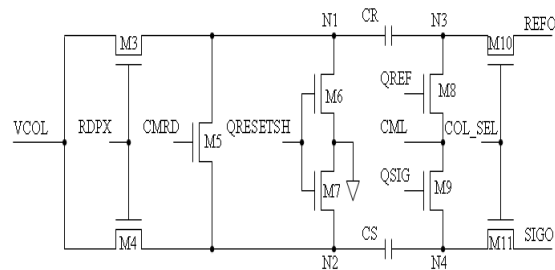 N1 CR N3 REFO
M3 M10
M6 QREF M8
VCOL RDPX CMRD M5 QRESETSH CML COL_SEL
M7 QSIG M9
M4 M11 SIGO
N2 CS N4